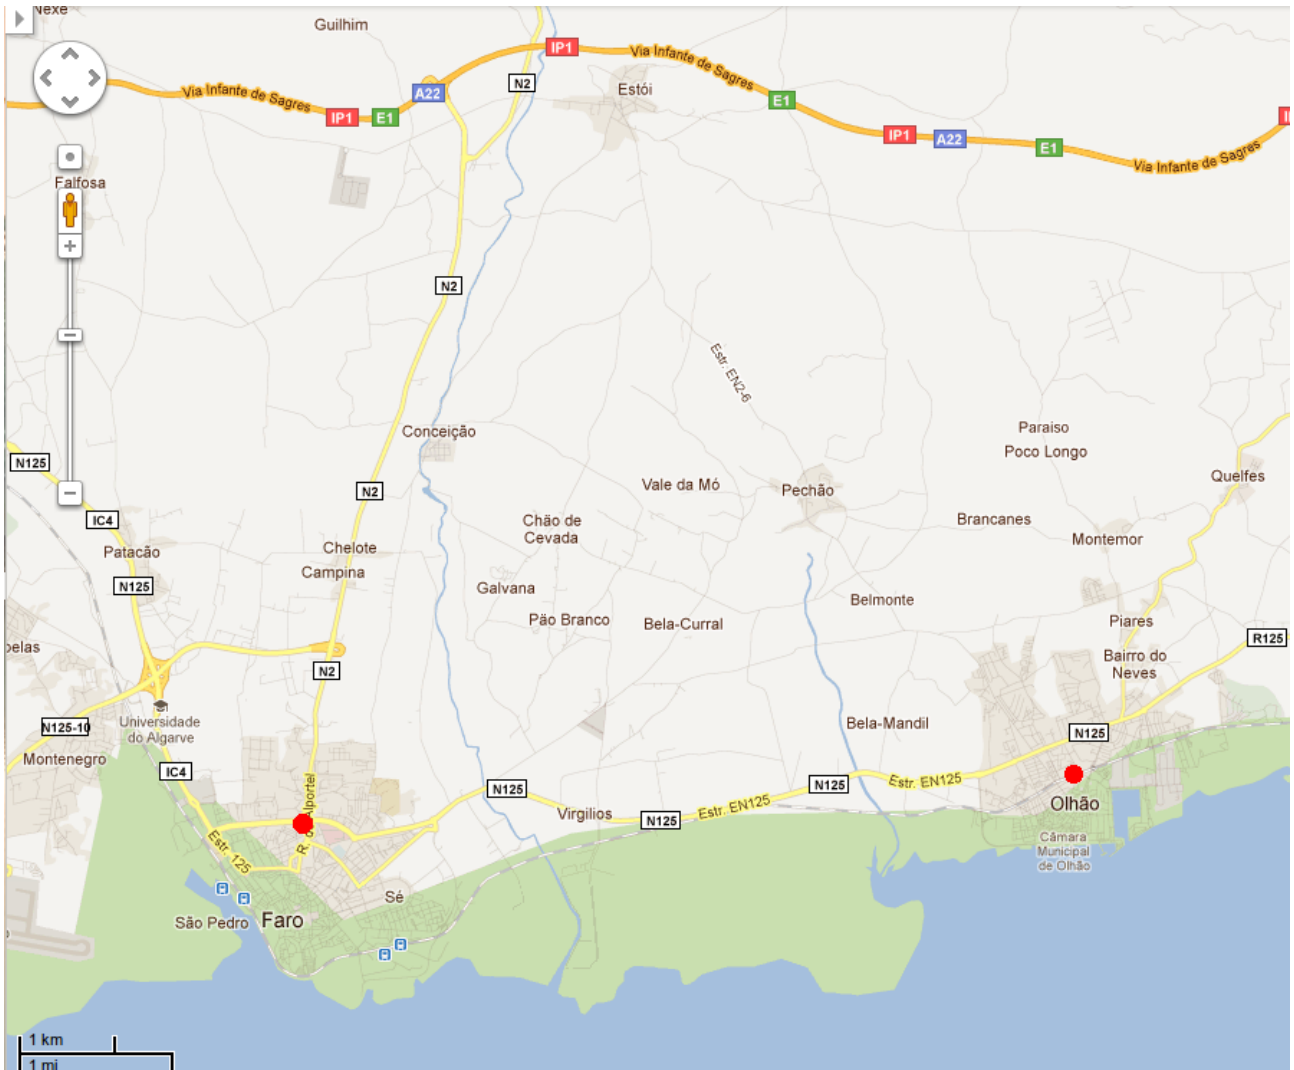 Nexe
Guilhim
IP1
Via Infante de Sagres
N2
Estói
A22
Via Infante de Sagres
E1
IP1
E1
IP1
A22
E1
Via Infante de Sagres
Falfosa
N2
Estr. EN2-6
Conceição
Paraiso
Poco Longo
N125
N2
Vale da Mó
Pechão
Quelfes
IC4
Chão de
Cevada
Brancanes
Patacão
Chelote
Montemor
Campina
N125
Galvana
Belmonte
Pão Branco
Bela-Curral
Piares
R125
elas
N2
Bairro do
Neves
N125-10
Universidade
do Algarve
Bela-Mandil
N125
Montenegro
IC4
N125
N125
Estr. EN125
Estr. EN125
Virgilios
N125
R. do Alportel
Olhão
Estr. 125
Câmara
Municipal
de Olhão
Sé
São Pedro
Faro
1 km
1 mi